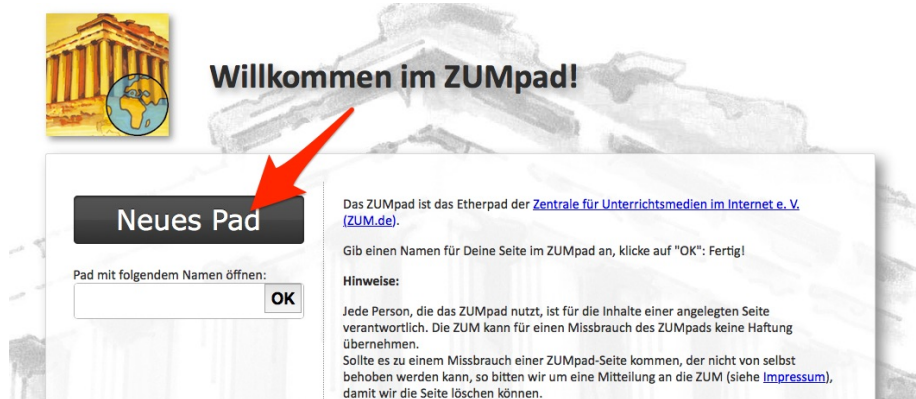 Willkommen im ZUMpad!
Neues Pad
Pad mit folgendem Namen öffnen:
OK
Das ZUMpad ist das Etherpad der Zentrale für Unterrichtsmedien im Internet e. V.
(ZUM.de).
Gib einen Namen für Deine Seite im ZUMpad an, klicke auf "OK": Fertig!
Hinweise:
Jede Person, die das ZUMpad nutzt, ist für die Inhalte einer angelegten Seite
verantwortlich. Die ZUM kann für einen Missbrauch des ZUMpads keine Haftung
übernehmen.
Sollte es zu einem Missbrauch einer ZUMpad-Seite kommen, der nicht von selbst
behoben werden kann, so bitten wir um eine Mitteilung an die ZUM (siehe Impressum),
damit wir die Seite löschen können.